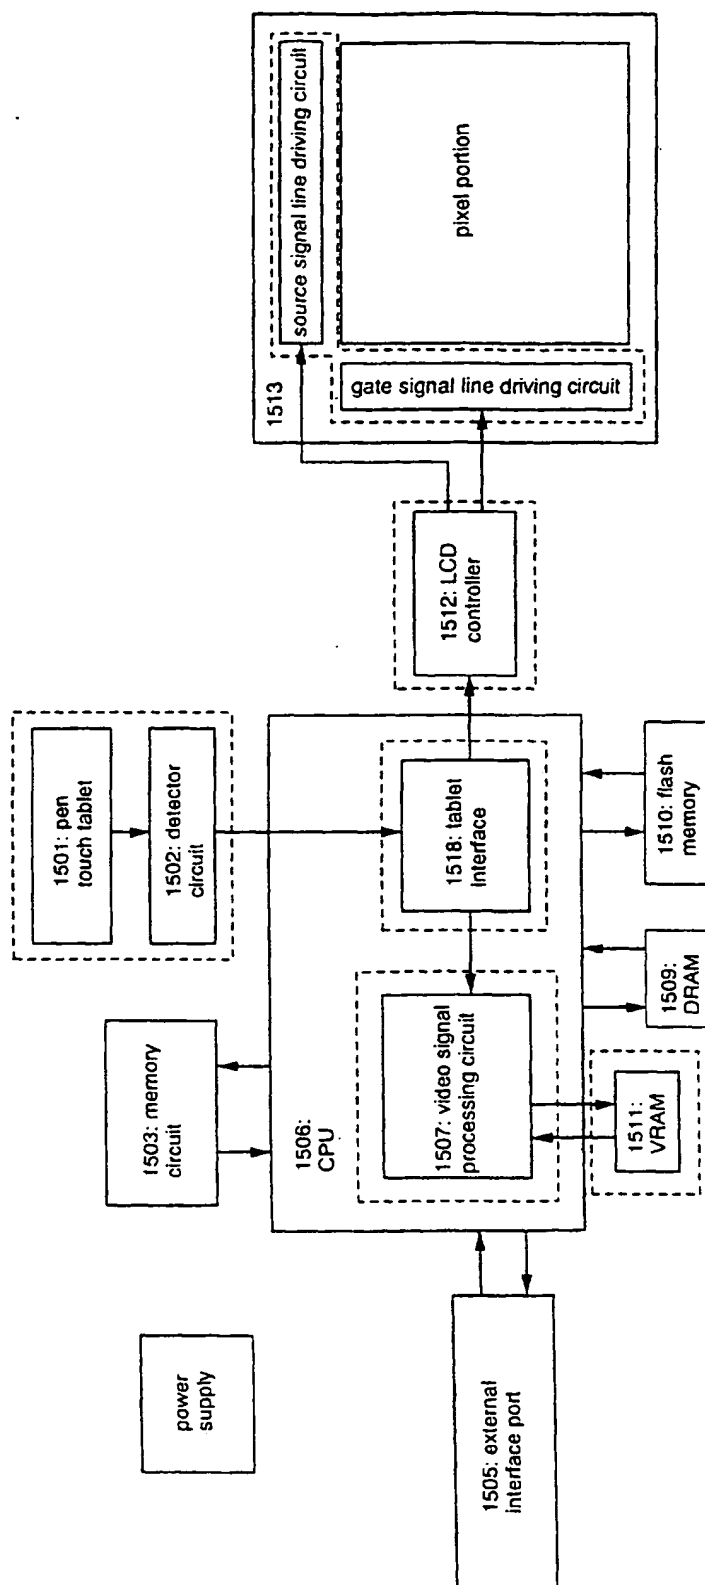 power
supply
1505: external
interface port
1503: memory
circuit
1506:
CPU
1507: video signal
processing circuit
1511:
VRAM
1501: pen
touch tablet
1502: detector
circuit
1518: tablet
interface
1509:
DRAM
1510: flash
memory
1512: LCD
controller
1513
source signal line driving circuit
gate signal line driving circuit
pixel portion